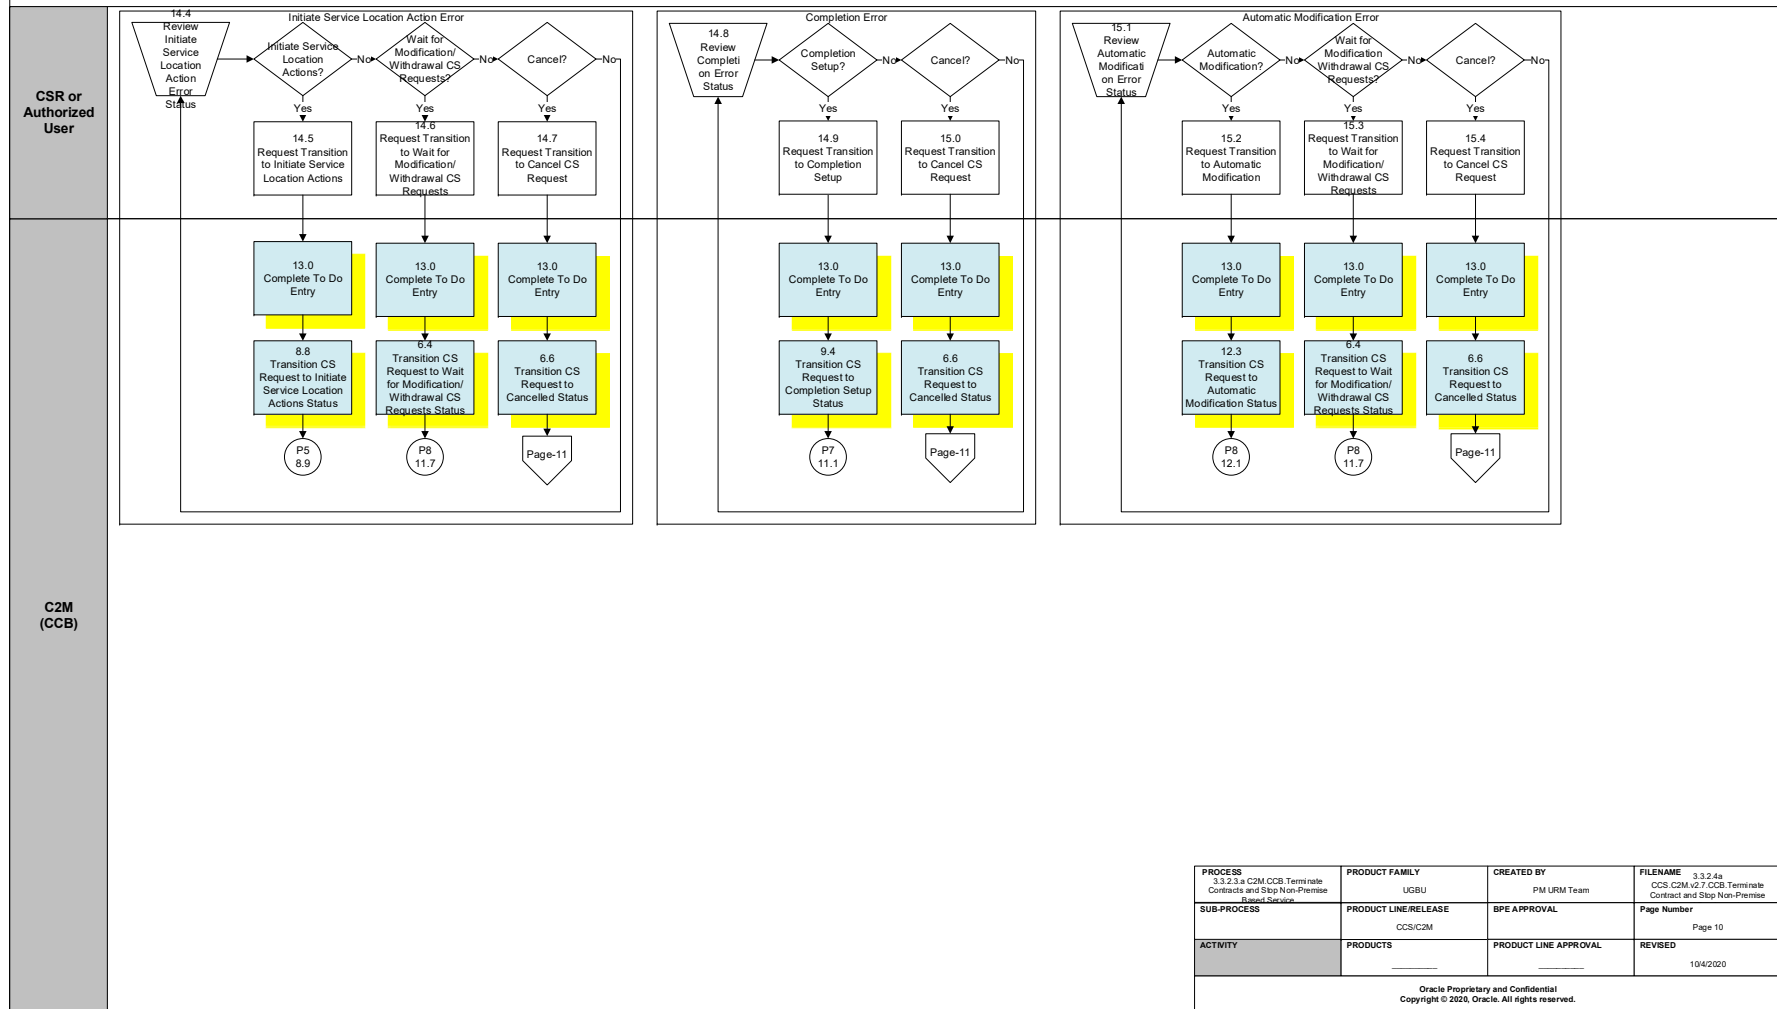 CSR or
Authorized
User
C2M
(CCB)
Initiate Service Location Action Error
14.4
Review
Initiate
Service
Location
Action
Error
Status
Initiate Service
Location
Actions?
No
Wait for
Modification/
Withdrawal CS
Requests?
No
Cancel?
No
Yes
Yes
Yes
14.5
Request Transition
to Initiate Service
Location Actions
14.6
Request Transition
to Wait for
Modification/
Withdrawal CS
Requests
14.7
Request Transition
to Cancel CS
Request
13.0
Complete To Do
Entry
13.0
Complete To Do
Entry
13.0
Complete To Do
Entry
8.8
Transition CS
Request to Initiate
Service Location
Actions Status
6.4
Transition CS
Request to Wait
for Modification/
Withdrawal CS
Requests Status
6.6
Transition CS
Request to
Cancelled Status
P5
8.9
P8
11.7
Page-11
Completion Error
14.8
Review
Completi
on Error
Status
Completion
Setup?
No
Cancel?
No
Yes
Yes
14.9
Request Transition
to Completion
Setup
15.0
Request Transition
to Cancel CS
Request
13.0
Complete To Do
Entry
13.0
Complete To Do
Entry
9.4
Transition CS
Request to
Completion Setup
Status
6.6
Transition CS
Request to
Cancelled Status
P7
11.1
Page-11
Automatic Modification Error
15.1
Review
Automatic
Modificati
on Error
Status
Automatic
Modification?
No
Wait for
Modification
Withdrawal CS
Requests?
No
Cancel?
No
Yes
Yes
Yes
15.2
Request Transition
to Automatic
Modification
15.3
Request Transition
to Wait for
Modification/
Withdrawal CS
Requests
15.4
Request Transition
to Cancel CS
Request
13.0
Complete To Do
Entry
13.0
Complete To Do
Entry
13.0
Complete To Do
Entry
12.3
Transition CS
Request to
Automatic
Modification Status
6.4
Transition CS
Request to Wait
for Modification/
Withdrawal CS
Requests Status
6.6
Transition CS
Request to
Cancelled Status
P8
12.1
P8
11.7
Page-11
PROCESS
3.3.2.3.a C2M.CCB.Terminate
Contracts and Stop Non-Premise
Based Service
PRODUCT FAMILY
UGBU
CREATED BY
PM URM Team
FILENAME 3.3.2.4a
CCS.C2M.v2.7.CCB.Terminate
Contract and Stop Non-Premise
SUB-PROCESS
PRODUCT LINE/RELEASE
CCS/C2M
BPE APPROVAL
Page Number
Page 10
ACTIVITY
PRODUCTS
PRODUCT LINE APPROVAL
REVISED
10/4/2020
Oracle Proprietary and Confidential
Copyright © 2020, Oracle. All rights reserved.